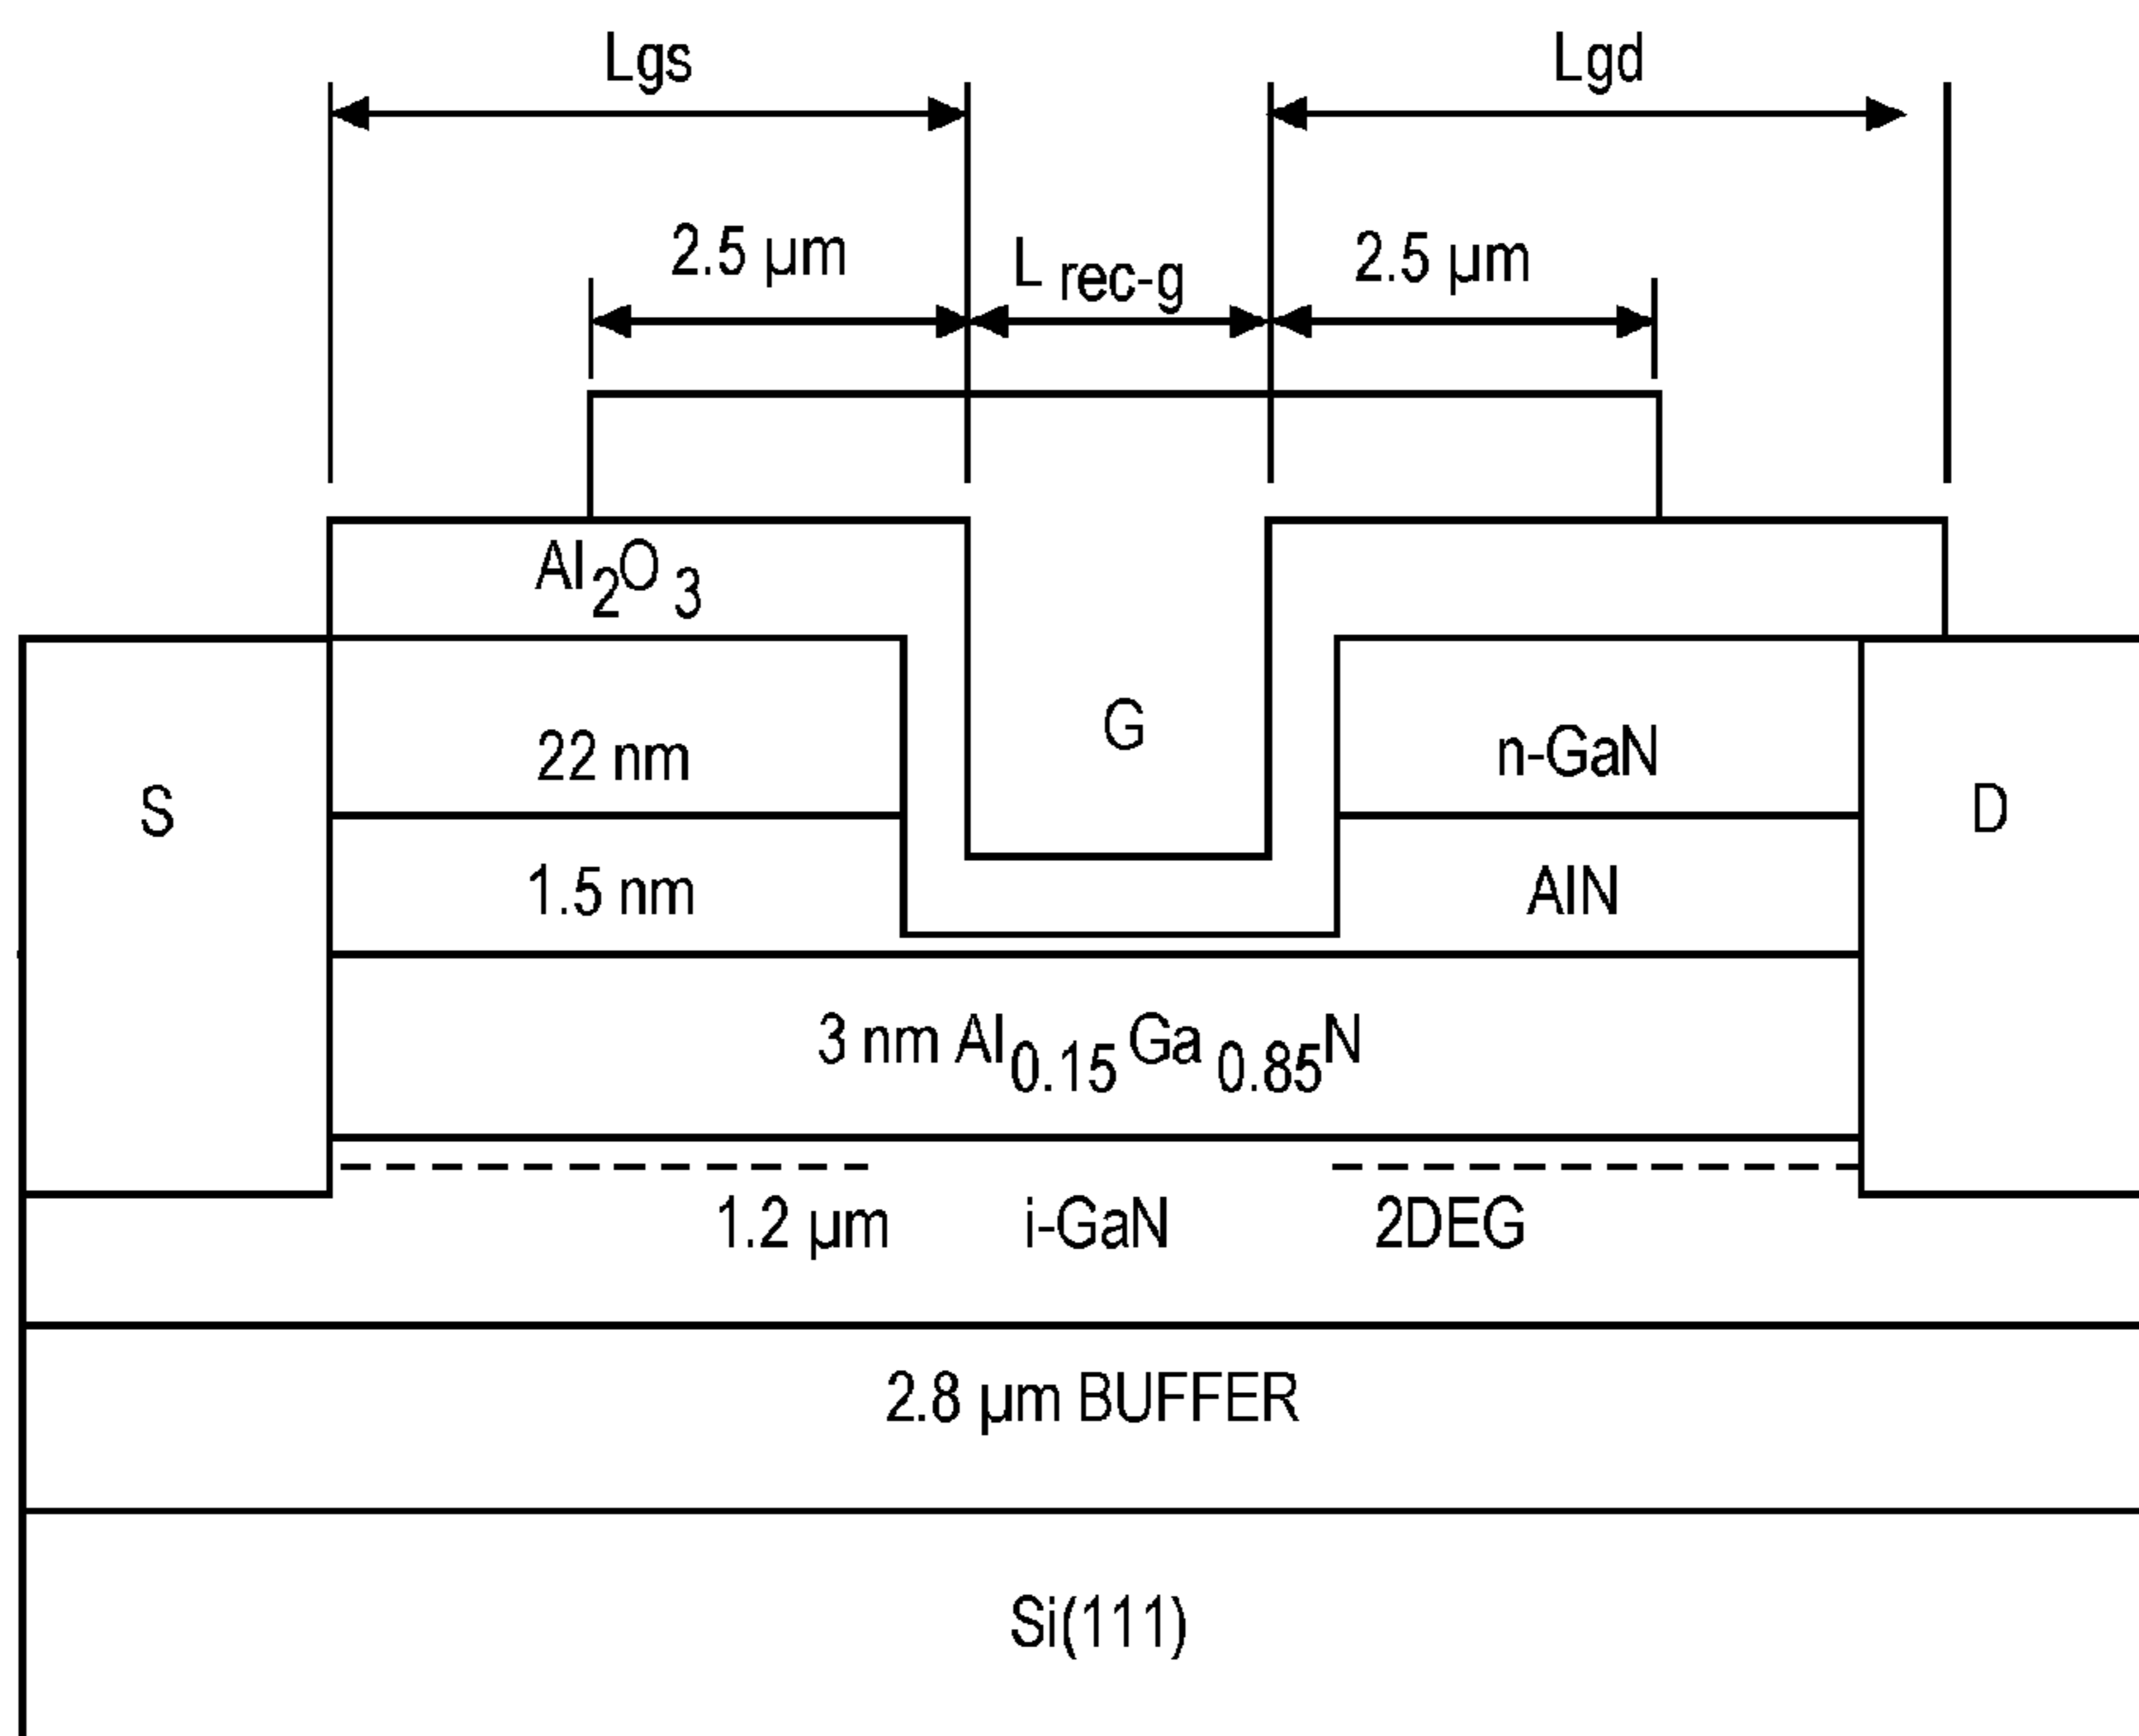 Lgs
Lgd
2.5 µm
L rec-g
2.5 µm
Al2O3
G
22 nm
n-GaN
S
D
1.5 nm
AlN
3 nm Al0.15Ga0.85N
1.2 µm
i-GaN
2DEG
2.8 µm BUFFER
Si(111)